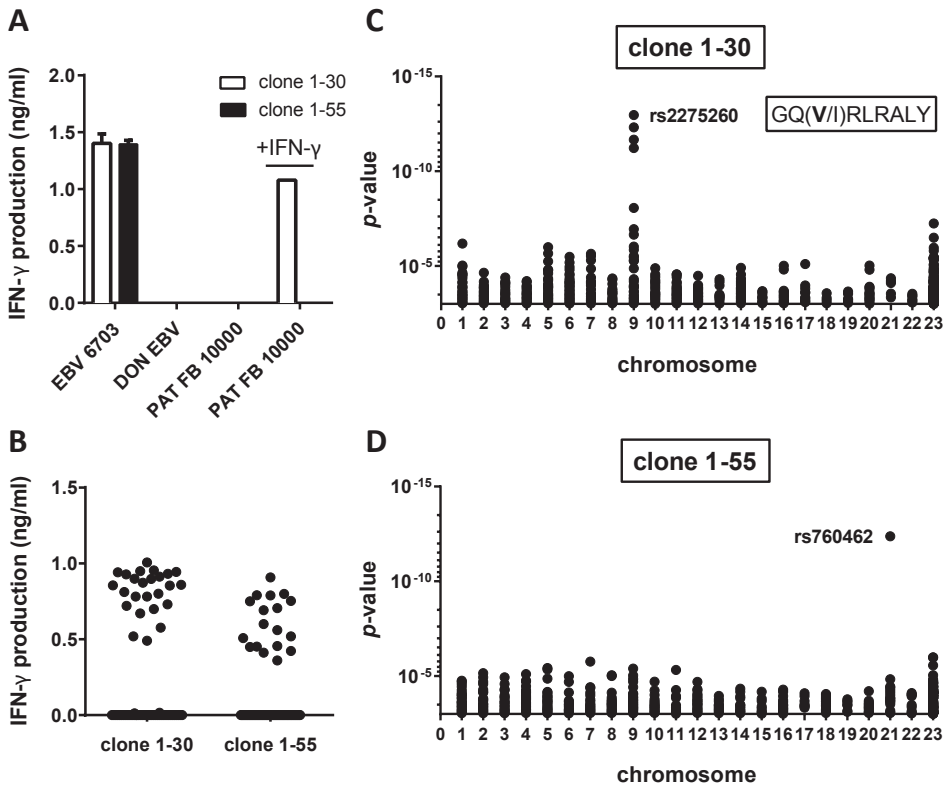 A
IFN-γ production (ng/ml)
2.0
1.5
1.0
0.5
0.0
clone 1-30
clone 1-55
+IFN-γ
EBV 6703
DON EBV
PAT FB 10000
PAT FB 10000
B
IFN-γ production (ng/ml)
1.5
1.0
0.5
0.0
clone 1-30
clone 1-55
C
clone 1-30
p-value
10-15
10-10
10-5
rs2275260
GQ(V/I)RLRALY
0 1 2 3 4 5 6 7 8 9 10 11 12 13 14 15 16 17 18 19 20 21 22 23
chromosome
D
clone 1-55
p-value
10-15
10-10
10-5
rs760462
0 1 2 3 4 5 6 7 8 9 10 11 12 13 14 15 16 17 18 19 20 21 22 23
chromosome